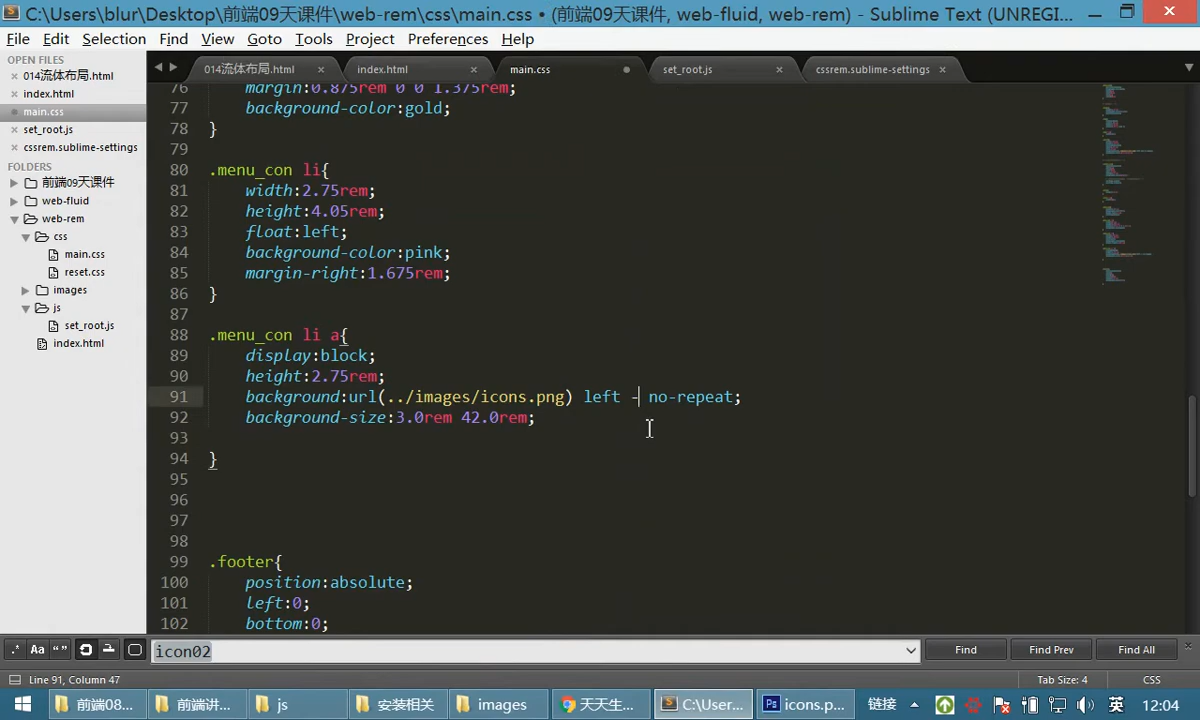 C:\Users\blur\Desktop\前端09天课件\web-rem\css\main.css • (前端09天课件, web-fluid, web-rem) - Sublime Text (UNREGI...
File Edit Selection Find View Goto Tools Project Preferences Help
OPEN FILES
014流体布局.html
index.html
main.css
set_root.js
cssrem.sublime-settings
FOLDERS
前端09天课件
web-fluid
web-rem
css
main.css
reset.css
images
js
set_root.js
index.html
014流体布局.html index.html main.css set_root.js cssrem.sublime-settings
76 margin:0.875rem 0 0 1.375rem;
77 background-color:gold;
78 }
79
80 .menu_con li{
81 width:2.75rem;
82 height:4.05rem;
83 float:left;
84 background-color:pink;
85 margin-right:1.675rem;
86 }
87
88 .menu_con li a{
89 display:block;
90 height:2.75rem;
91 background:url(../images/icons.png) left - no-repeat;
92 background-size:3.0rem 42.0rem;
93
94 }
95
96
97
98
99 .footer{
100 position:absolute;
101 left:0;
102 bottom:0;
.* Aa “”
icon02
Find Find Prev Find All
Line 91, Column 47 Tab Size: 4 CSS
前端08... 前端讲... js 安装相关 images 天天生... C:\User... Ps icons.p... 链接 英 12:04